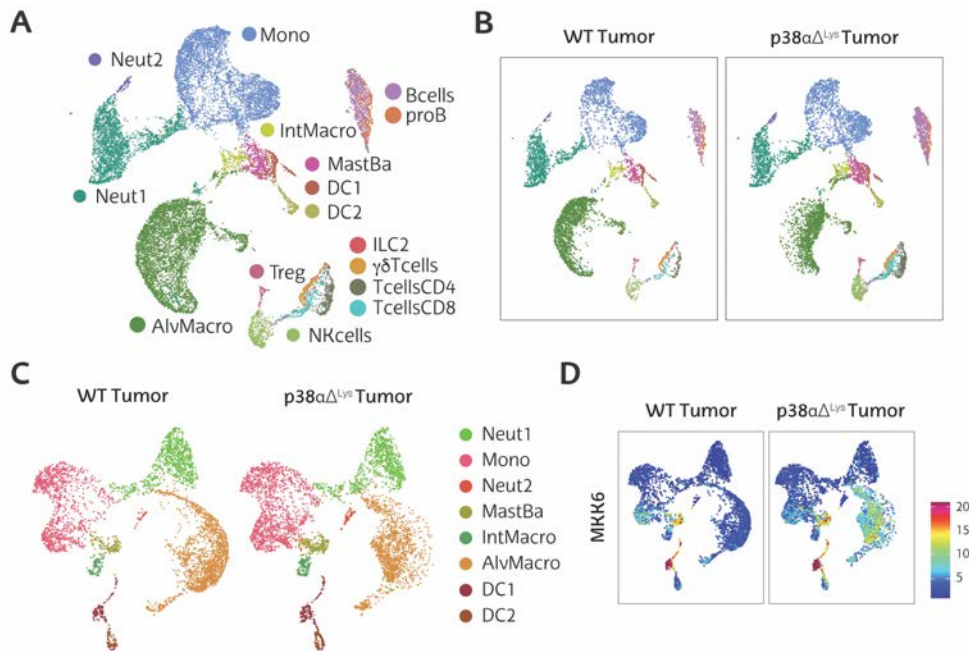 A
Mono
Neut2
Bcells
proB
IntMacro
MastBa
DC1
DC2
Neut1
ILC2
γδTcells
TcellsCD4
TcellsCD8
Treg
AlvMacro
NKcells
B
WT Tumor
p38αΔLys Tumor
C
WT Tumor
p38αΔLys Tumor
Neut1
Mono
Neut2
MastBa
IntMacro
AlvMacro
DC1
DC2
D
WT Tumor
p38αΔLys Tumor
MKK6
20
15
10
5